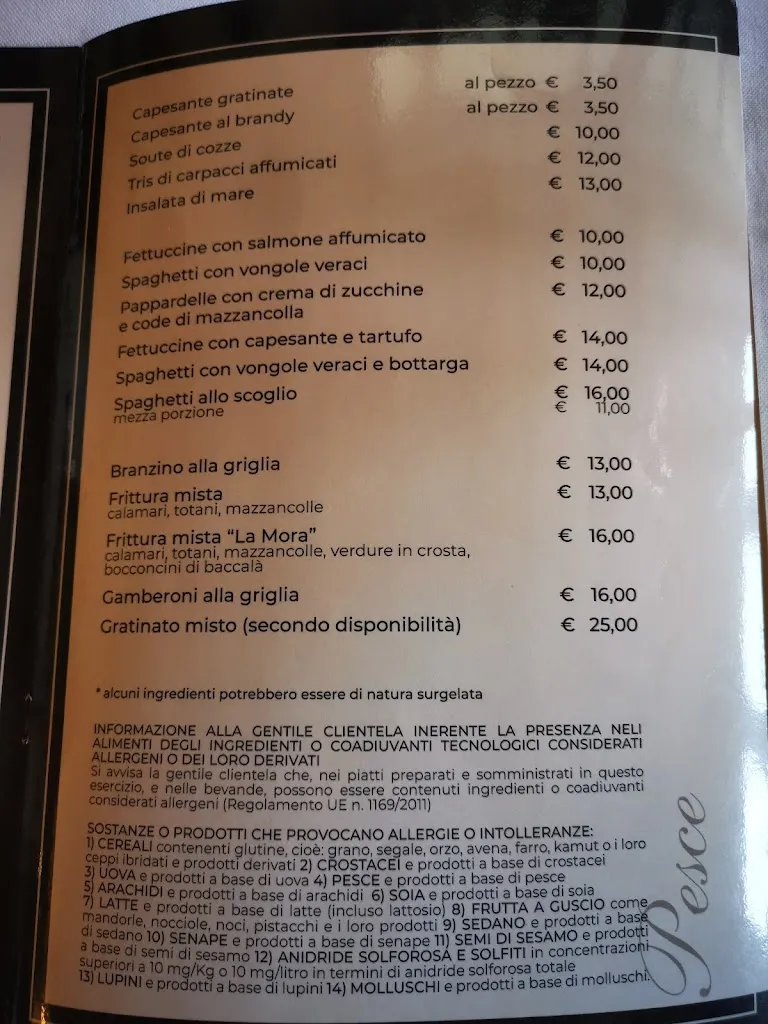 Capesante gratinate al pezzo € 3,50
Capesante al brandy al pezzo € 3,50
Soute di cozze € 10,00
Tris di carpacci affumicati € 12,00
Insalata di mare € 13,00
Fettuccine con salmone affumicato € 10,00
Spaghetti con vongole veraci € 10,00
Pappardelle con crema di zucchine € 12,00
e code di mazzancolla
Fettuccine con capesante e tartufo € 14,00
Spaghetti con vongole veraci e bottarga € 14,00
Spaghetti allo scoglio € 16,00
mezza porzione € 11,00
Branzino alla griglia € 13,00
Frittura mista € 13,00
calamari, totani, mazzancolle
Frittura mista “La Mora” € 16,00
calamari, totani, mazzancolle, verdure in crosta,
bocconcini di baccalà
Gamberoni alla griglia € 16,00
Gratinato misto (secondo disponibilità) € 25,00
* alcuni ingredienti potrebbero essere di natura surgelata
INFORMAZIONE ALLA GENTILE CLIENTELA INERENTE LA PRESENZA NELI
ALIMENTI DEGLI INGREDIENTI O COADIUVANTI TECNOLOGICI CONSIDERATI
ALLERGENI O DEI LORO DERIVATI
Si avvisa la gentile clientela che, nei piatti preparati e somministrati in questo
esercizio, e nelle bevande, possono essere contenuti ingredienti o coadiuvanti
considerati allergeni (Regolamento UE n. 1169/2011)
SOSTANZE O PRODOTTI CHE PROVOCANO ALLERGIE O INTOLLERANZE:
1) CEREALI contenenti glutine, cioè: grano, segale, orzo, avena, farro, kamut o i loro
ceppi ibridati e prodotti derivati 2) CROSTACEI e prodotti a base di crostacei
3) UOVA e prodotti a base di uova 4) PESCE e prodotti a base di pesce
5) ARACHIDI e prodotti a base di arachidi 6) SOIA e prodotti a base di soia
7) LATTE e prodotti a base di latte (incluso lattosio) 8) FRUTTA A GUSCIO come
mandorle, nocciole, noci, pistacchi e i loro prodotti 9) SEDANO e prodotti a base
di sedano 10) SENAPE e prodotti a base di senape 11) SEMI DI SESAMO e prodotti
a base di semi di sesamo 12) ANIDRIDE SOLFOROSA E SOLFITI in concentrazioni
superiori a 10 mg/Kg o 10 mg/litro in termini di anidride solforosa totale
13) LUPINI e prodotti a base di lupini 14) MOLLUSCHI e prodotti a base di molluschi.
Pesce